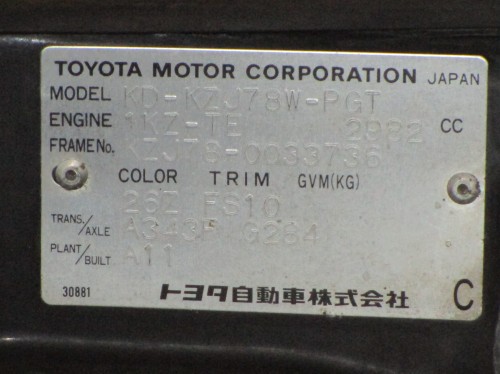 TOYOTA MOTOR CORPORATION JAPAN
MODEL KD-KZJ78W-PGT
ENGINE 1KZ-TE 2982 CC
FRAME No. KZJ78-0033736
COLOR TRIM GVM(KG)
26Z FS10
TRANS./AXLE A343F G284
PLANT/BUILT A11
30881 トヨタ自動車株式会社 C